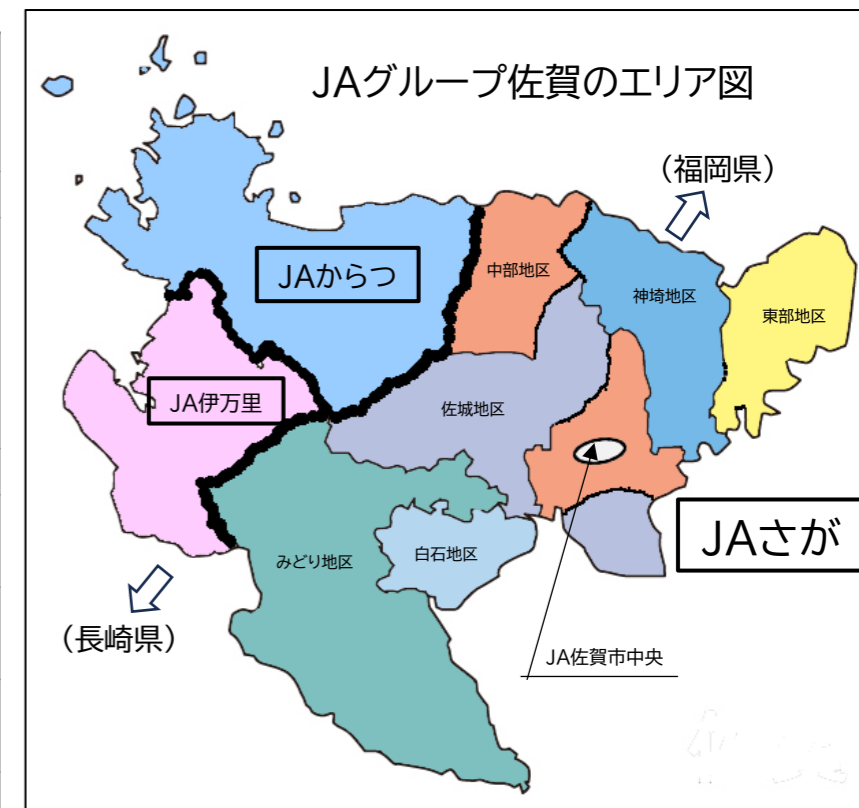 JAグループ佐賀のエリア図
（福岡県）
JAからつ
中部地区
神埼地区
東部地区
JA伊万里
佐城地区
JAさが
みどり地区
白石地区
（長崎県）
JA佐賀市中央